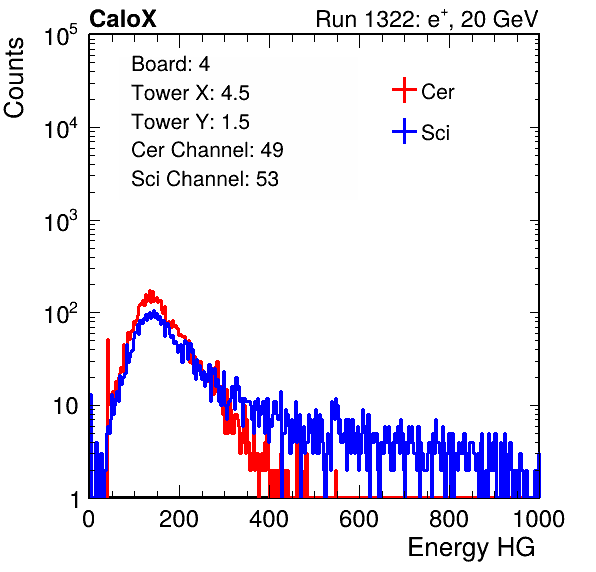 CaloX Run 1322: e⁺, 20 GeV
Counts
Board: 4
Tower X: 4.5
Tower Y: 1.5
Cer Channel: 49
Sci Channel: 53
Cer
Sci
10⁵
10⁴
10³
10²
10
1
0 200 400 600 800 1000
Energy HG